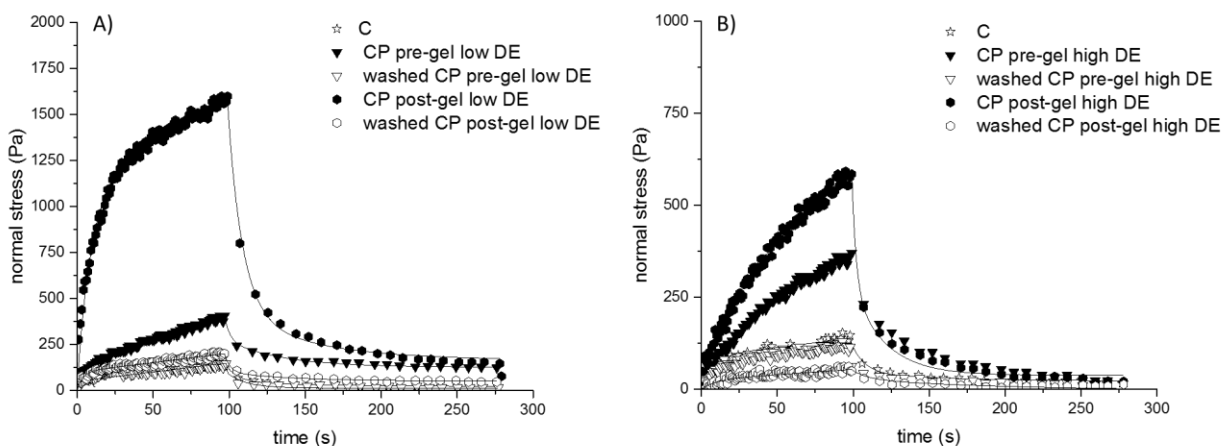 A)
C
CP pre-gel low DE
washed CP pre-gel low DE
CP post-gel low DE
washed CP post-gel low DE
normal stress (Pa)
2000
1750
1500
1250
1000
750
500
250
0
0 50 100 150 200 250 300
time (s)
B)
C
CP pre-gel high DE
washed CP pre-gel high DE
CP post-gel high DE
washed CP post-gel high DE
normal stress (Pa)
1000
750
500
250
0
0 50 100 150 200 250 300
time (s)